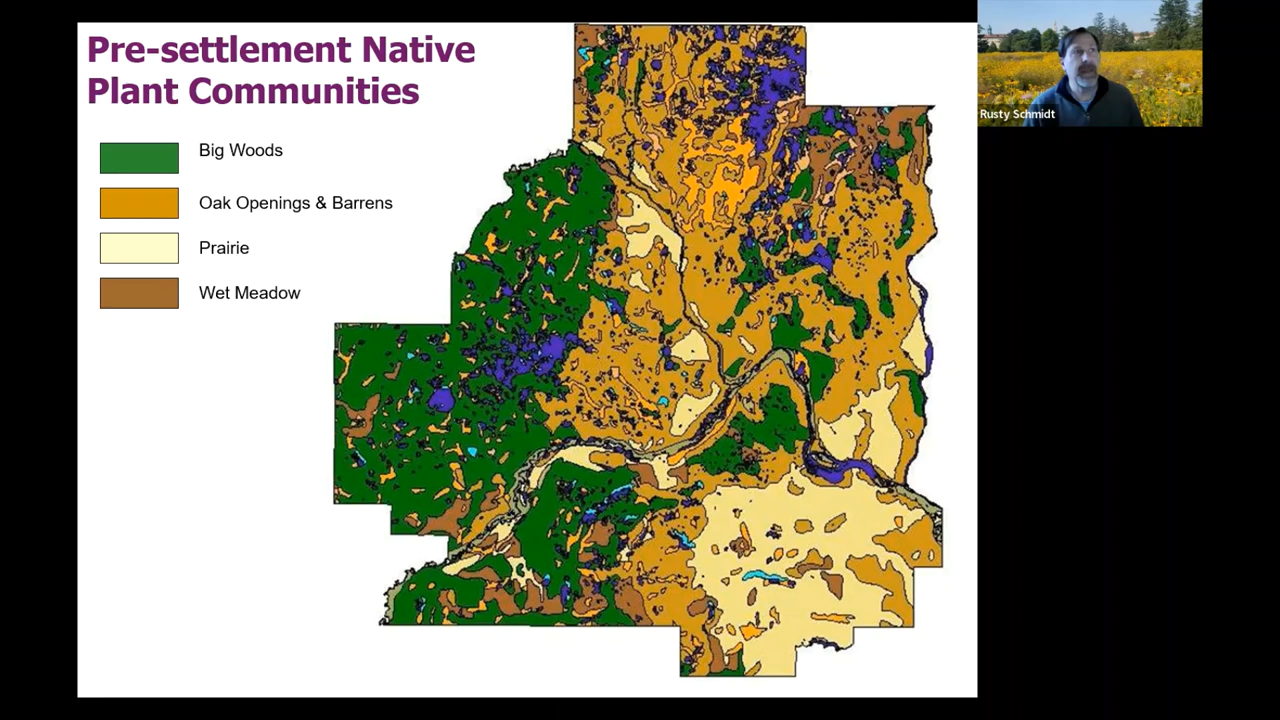 Pre-settlement Native
Plant Communities
Big Woods
Oak Openings & Barrens
Prairie
Wet Meadow
Rusty Schmidt